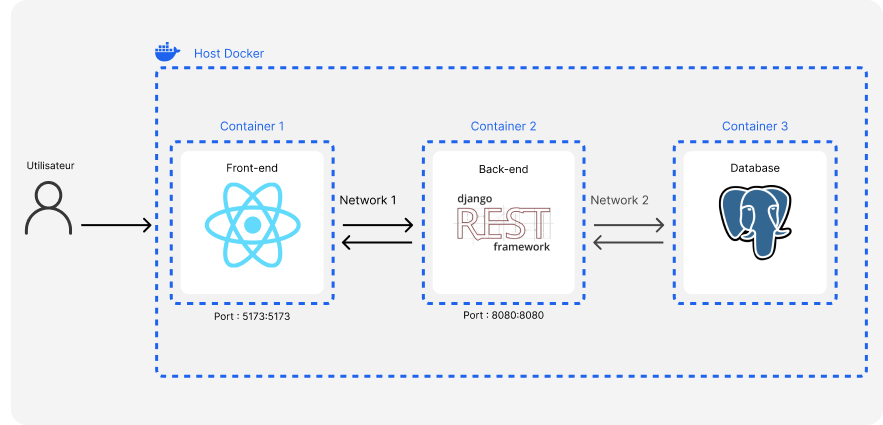 Host Docker
Container 1
Container 2
Container 3
Utilisateur
Front-end
Back-end
Database
Network 1
Network 2
django
REST
framework
Port : 5173:5173
Port : 8080:8080